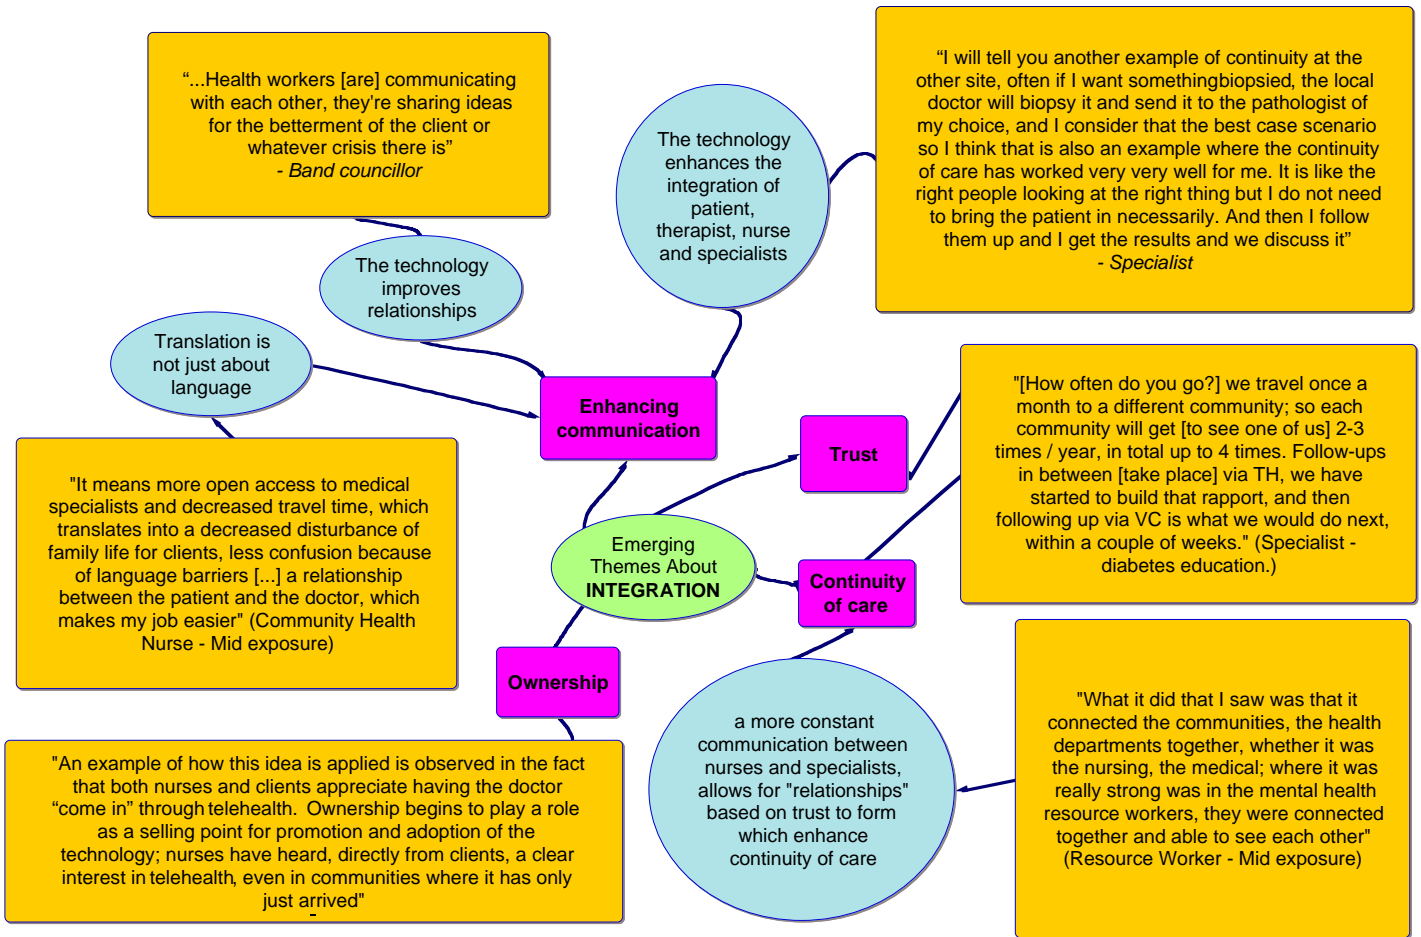 “...Health workers [are] communicating
with each other, they're sharing ideas
for the betterment of the client or
whatever crisis there is”
- Band councillor
The technology
enhances the
integration of
patient,
therapist, nurse
and specialists
“I will tell you another example of continuity at the
other site, often if I want somethingbiopsied, the local
doctor will biopsy it and send it to the pathologist of
my choice, and I consider that the best case scenario
so I think that is also an example where the continuity
of care has worked very very well for me. It is like the
right people looking at the right thing but I do not need
to bring the patient in necessarily. And then I follow
them up and I get the results and we discuss it”
- Specialist
The technology
improves
relationships
Translation is
not just about
language
Enhancing
communication
Trust
"[How often do you go?] we travel once a
month to a different community; so each
community will get [to see one of us] 2-3
times / year, in total up to 4 times. Follow-ups
in between [take place] via TH, we have
started to build that rapport, and then
following up via VC is what we would do next,
within a couple of weeks." (Specialist -
diabetes education.)
"It means more open access to medical
specialists and decreased travel time, which
translates into a decreased disturbance of
family life for clients, less confusion because
of language barriers [...] a relationship
between the patient and the doctor, which
makes my job easier" (Community Health
Nurse - Mid exposure)
Emerging
Themes About
INTEGRATION
Continuity
of care
Ownership
a more constant
communication between
nurses and specialists,
allows for "relationships"
based on trust to form
which enhance
continuity of care
"What it did that I saw was that it
connected the communities, the health
departments together, whether it was
the nursing, the medical; where it was
really strong was in the mental health
resource workers, they were connected
together and able to see each other"
(Resource Worker - Mid exposure)
"An example of how this idea is applied is observed in the fact
that both nurses and clients appreciate having the doctor
“come in” through telehealth. Ownership begins to play a role
as a selling point for promotion and adoption of the
technology; nurses have heard, directly from clients, a clear
interest in telehealth, even in communities where it has only
just arrived"
-